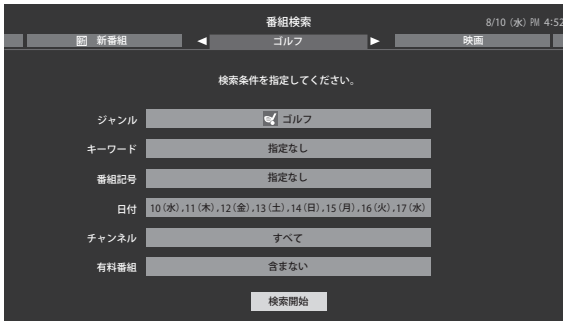 番組検索
8/10 (水) PM 4:52
新 新番組 ◀ ゴルフ ▶ 映画
検索条件を指定してください。
ジャンル ゴルフ
キーワード 指定なし
番組記号 指定なし
日付 10(水),11(木),12(金),13(土),14(日),15(月),16(火),17(水)
チャンネル すべて
有料番組 含まない
検索開始